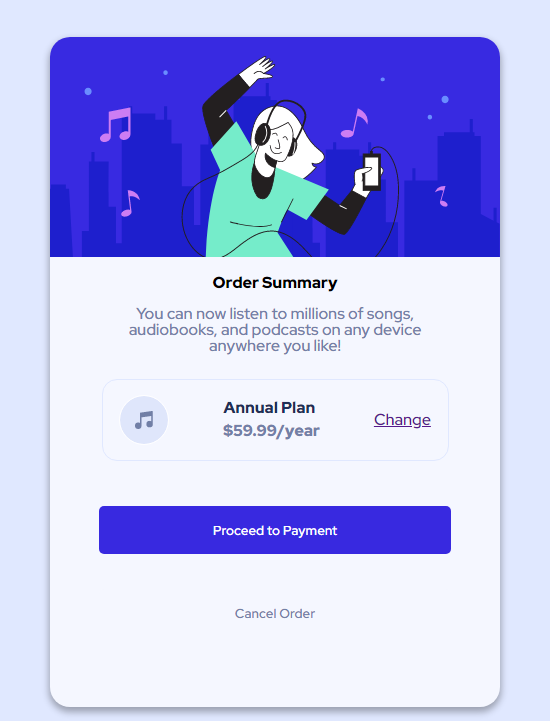 Order Summary
You can now listen to millions of songs,
audiobooks, and podcasts on any device
anywhere you like!
Annual Plan
$59.99/year
Change
Proceed to Payment
Cancel Order